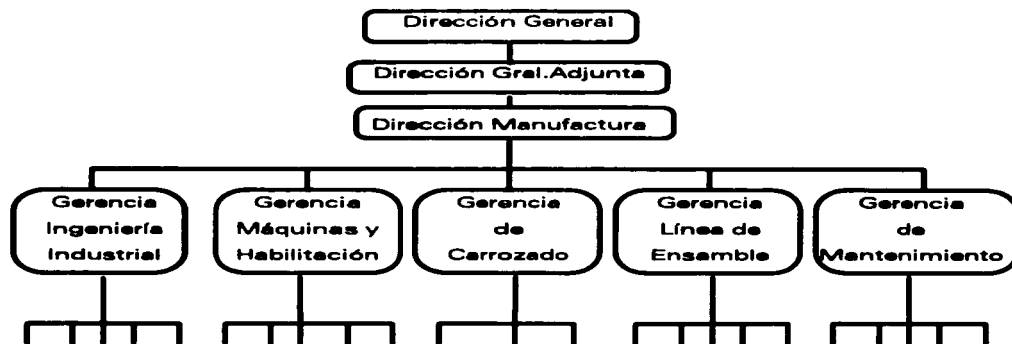 Dirección General
Dirección Gral.Adjunta
Dirección Manufactura
Gerencia
Ingeniería
Industrial
Gerencia
Máquinas y
Habilitación
Gerencia
de
Carrozado
Gerencia
Línea de
Ensamble
Gerencia
de
Mantenimiento